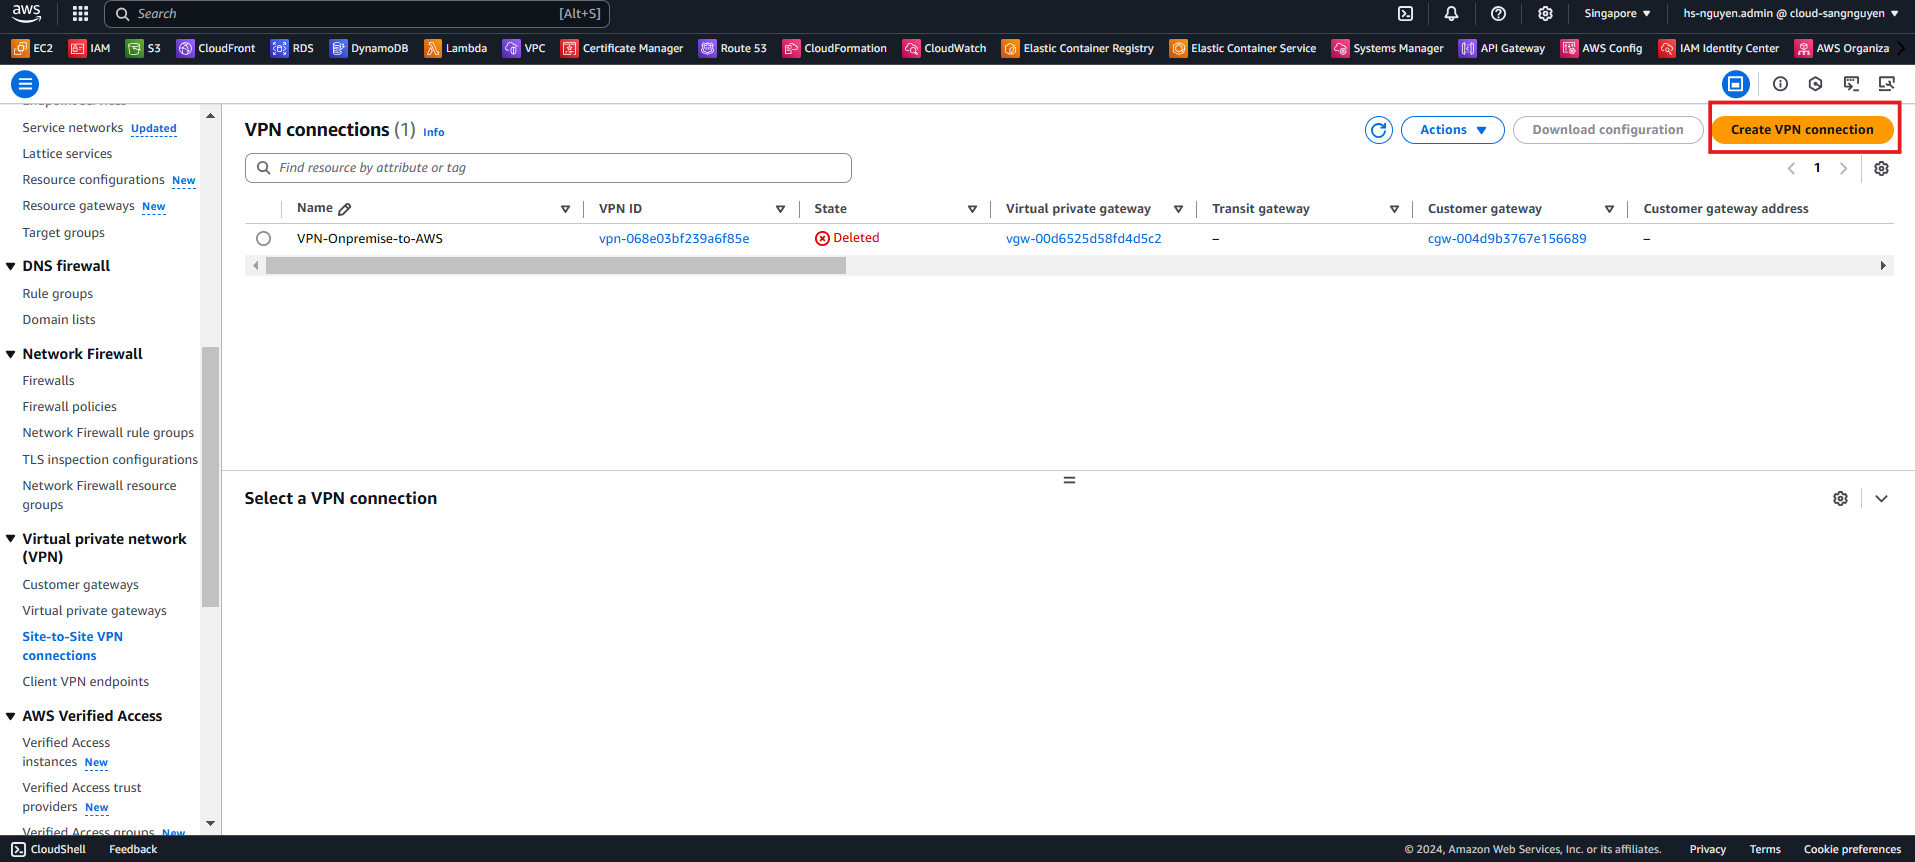 aws
Search [Alt+S]
Singapore
hs-nguyen.admin @ cloud-sangnguyen
EC2 IAM S3 CloudFront RDS DynamoDB Lambda VPC Certificate Manager Route 53 CloudFormation CloudWatch Elastic Container Registry Elastic Container Service Systems Manager API Gateway AWS Config IAM Identity Center AWS Organiza
Endpoint services
Service networks Updated
Lattice services
Resource configurations New
Resource gateways New
Target groups
DNS firewall
Rule groups
Domain lists
Network Firewall
Firewalls
Firewall policies
Network Firewall rule groups
TLS inspection configurations
Network Firewall resource
groups
Virtual private network
(VPN)
Customer gateways
Virtual private gateways
Site-to-Site VPN
connections
Client VPN endpoints
AWS Verified Access
Verified Access
instances New
Verified Access trust
providers New
Verified Access groups New
VPN connections (1) Info
Actions
Download configuration
Create VPN connection
Find resource by attribute or tag
1
Name VPN ID State Virtual private gateway Transit gateway Customer gateway Customer gateway address
VPN-Onpremise-to-AWS vpn-068e03bf239a6f85e Deleted vgw-00d6525d58fd4d5c2 – cgw-004d9b3767e156689 –
Select a VPN connection
CloudShell Feedback © 2024, Amazon Web Services, Inc. or its affiliates. Privacy Terms Cookie preferences